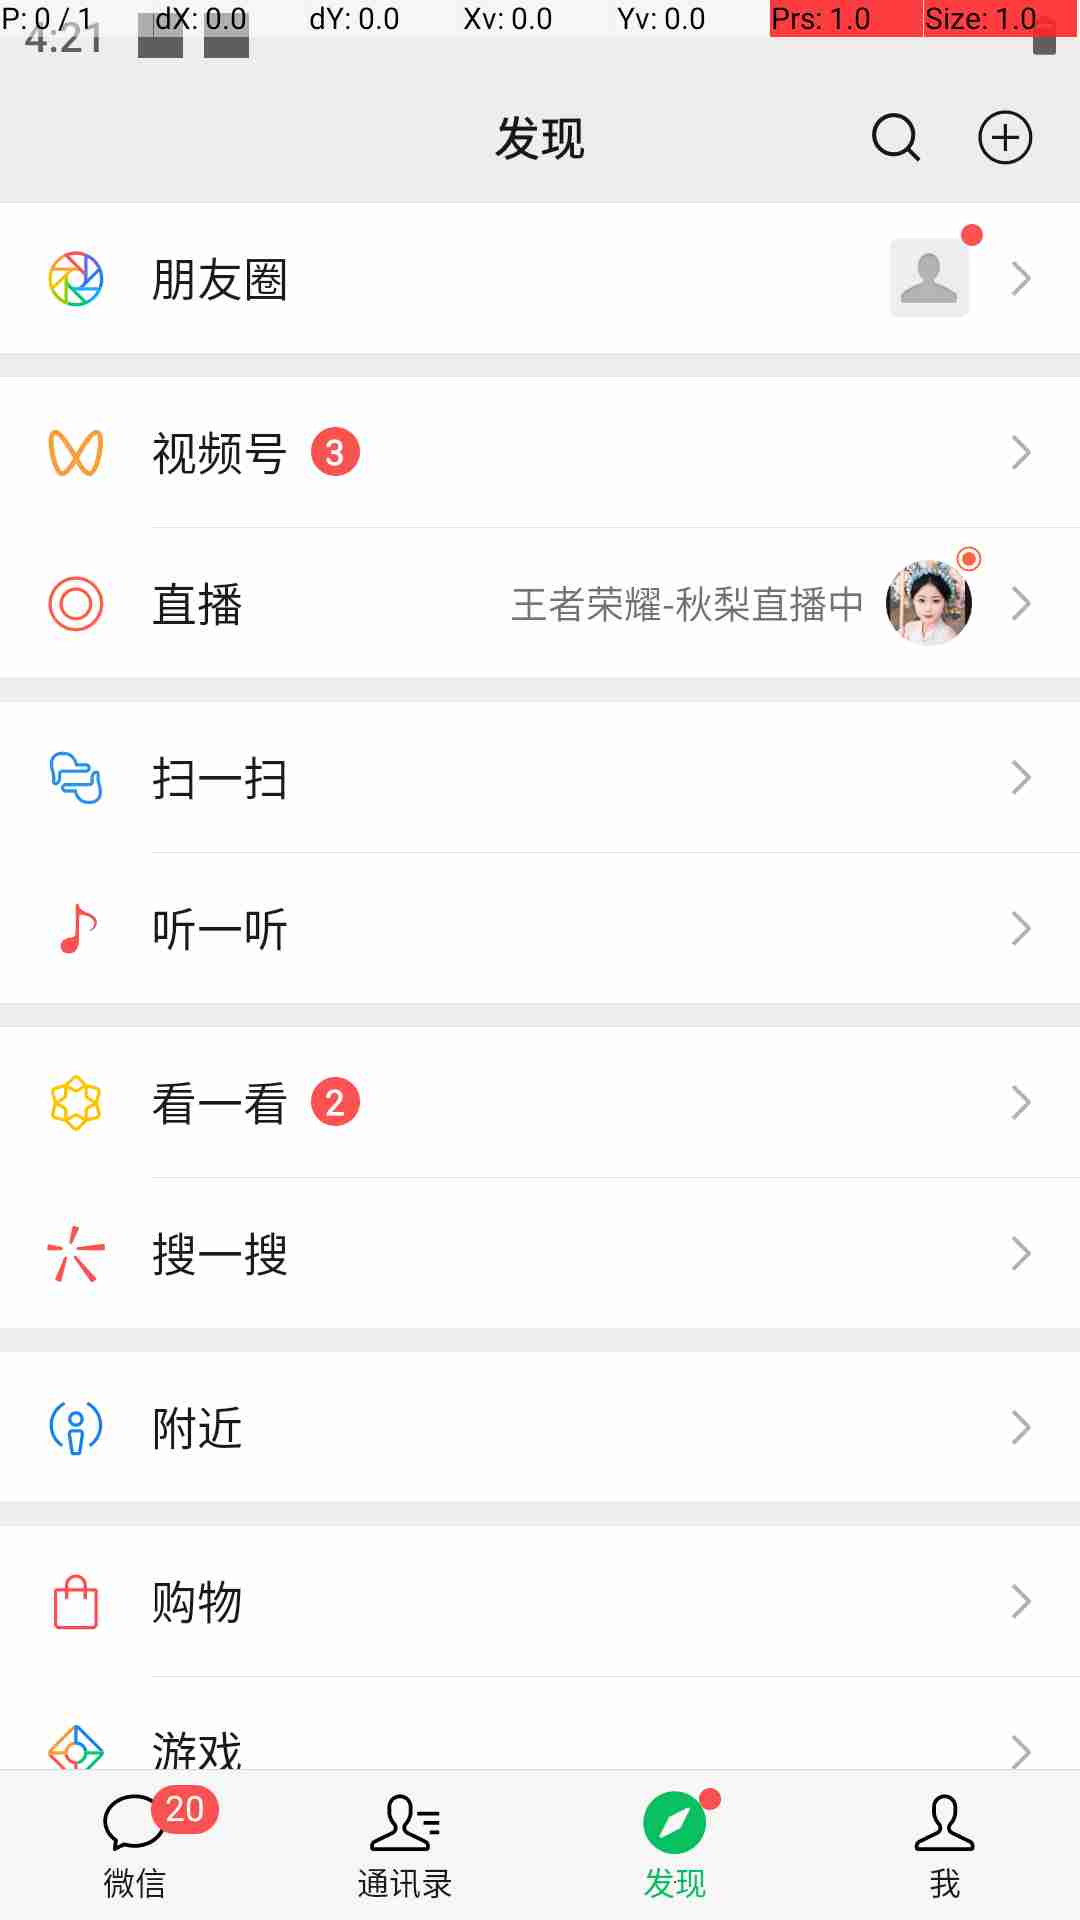 P: 0 / 1 dX: 0.0 dY: 0.0 Xv: 0.0 Yv: 0.0 Prs: 1.0 Size: 1.0
4:21
发现
朋友圈
视频号 3
直播 王者荣耀-秋梨直播中
扫一扫
听一听
看一看 2
搜一搜
附近
购物
游戏
20
微信 通讯录 发现 我